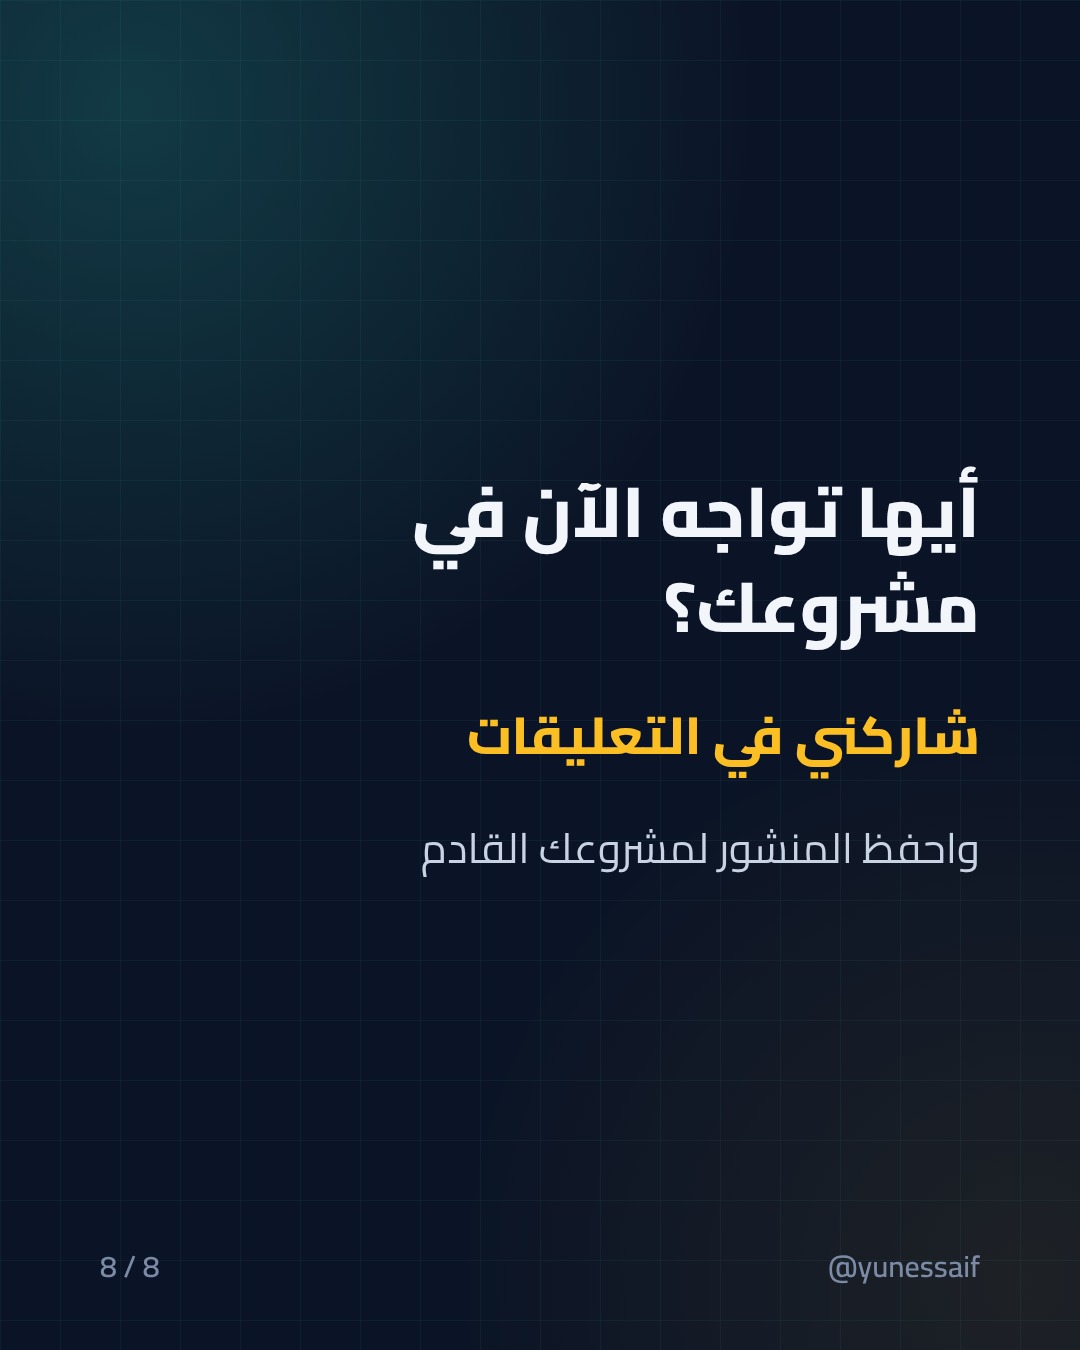 أيها تواجه الآن في
مشروعك؟
شاركني في التعليقات
واحفظ المنشور لمشروعك القادم
@yunessaif
8 / 8